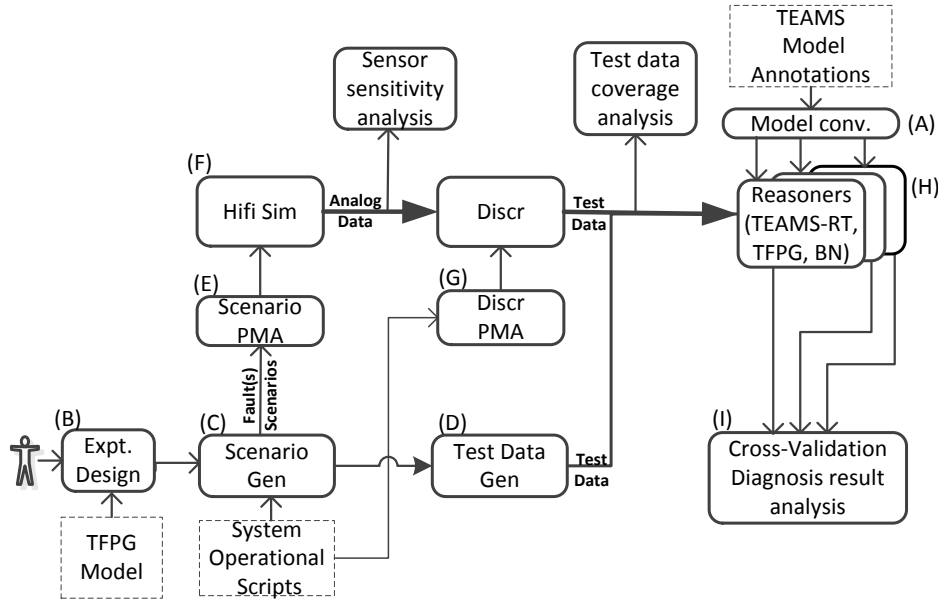 TEAMS
Model
Annotations
Sensor
sensitivity
analysis
Test data
coverage
analysis
Model conv.
(A)
(F)
(H)
Hifi Sim
Analog
Data
Discr
Test
Data
Reasoners
(TEAMS-RT,
TFPG, BN)
(E)
Scenario
PMA
(G)
Discr
PMA
Fault(s)
Scenarios
(B)
Expt.
Design
(C)
Scenario
Gen
(D)
Test Data
Gen
Test
Data
(I)
Cross-Validation
Diagnosis result
analysis
TFPG
Model
System
Operational
Scripts